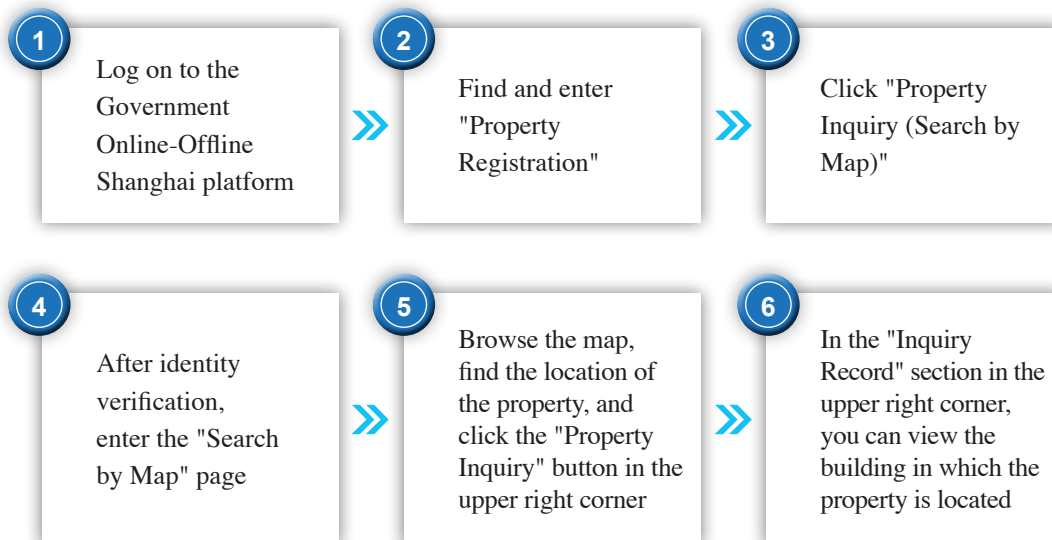 1
Log on to the
Government
Online-Offline
Shanghai platform
2
Find and enter
"Property
Registration"
3
Click "Property
Inquiry (Search by
Map)"
4
After identity
verification,
enter the "Search
by Map" page
5
Browse the map,
find the location of
the property, and
click the "Property
Inquiry" button in the
upper right corner
6
In the "Inquiry
Record" section in the
upper right corner,
you can view the
building in which the
property is located